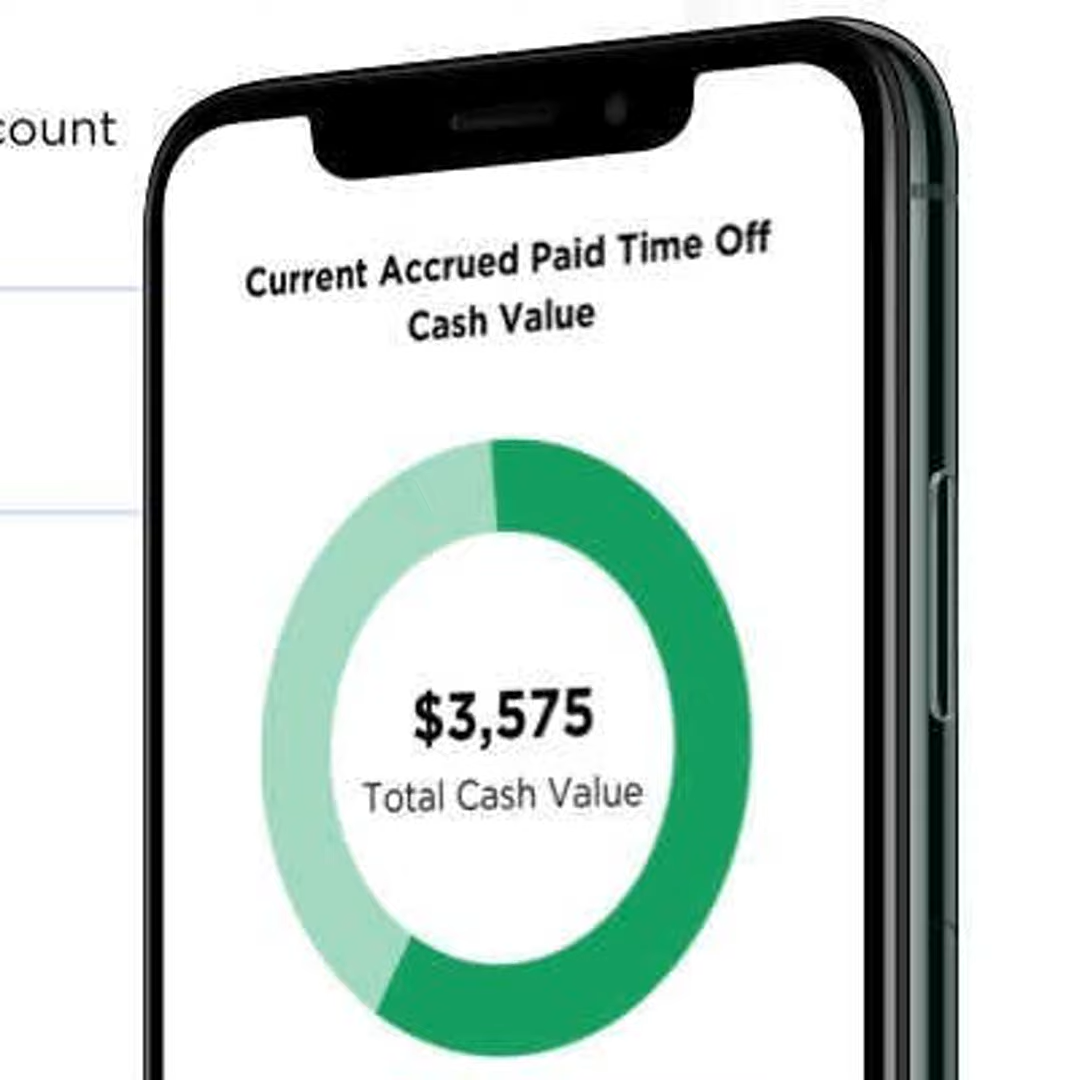 count
Current Accrued Paid Time Off
Cash Value
$3,575
Total Cash Value